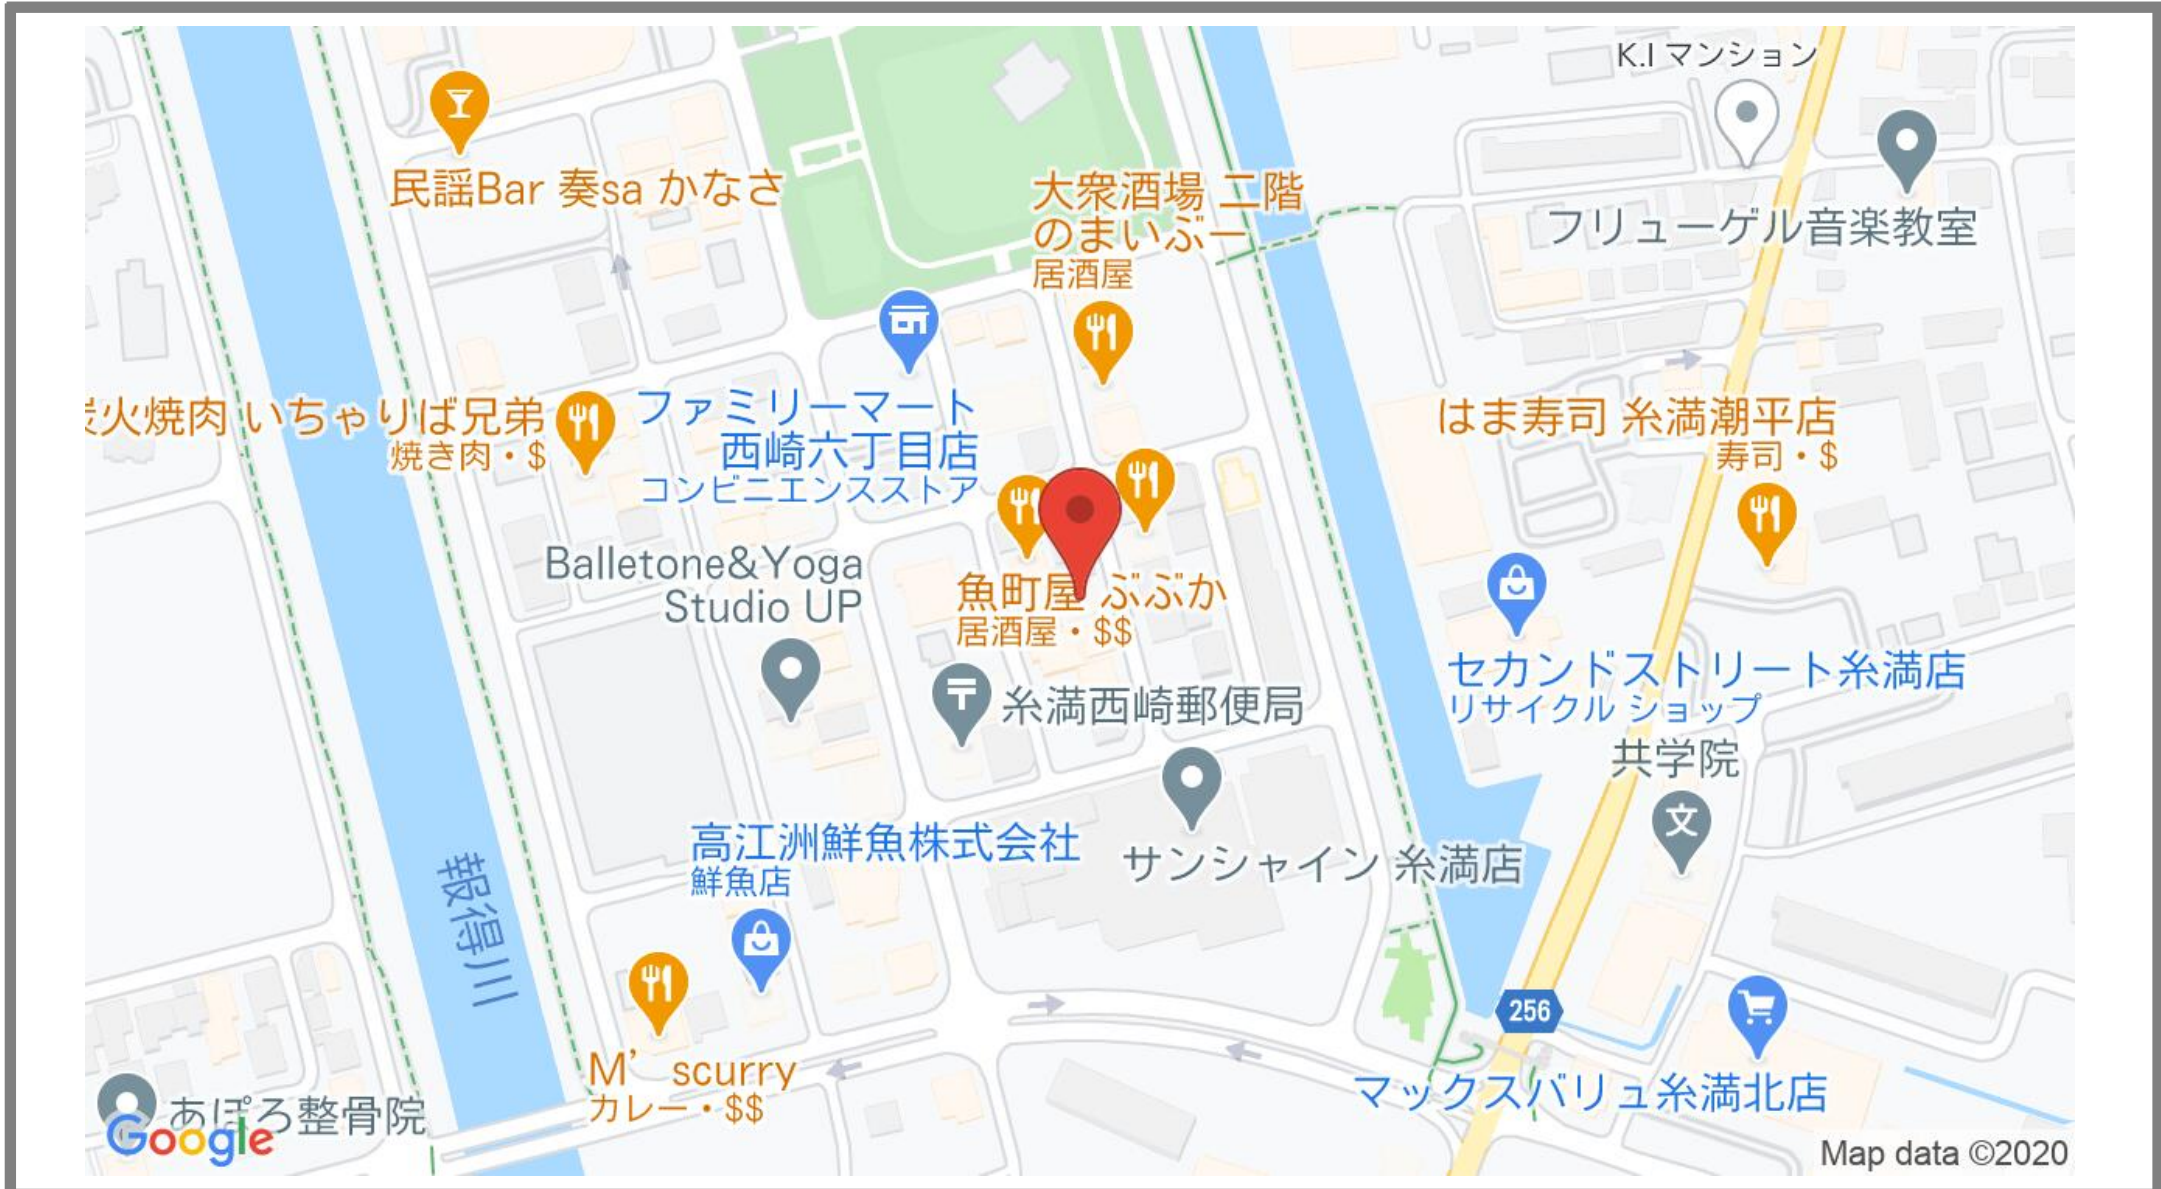 K.I マンション
民謡Bar 奏sa かなさ
大衆酒場 二階
のまいぶー
居酒屋
フリューゲル音楽教室
炭火焼肉 いちゃりば兄弟
焼き肉・$
ファミリーマート
西崎六丁目店
コンビニエンスストア
はま寿司 糸満潮平店
寿司・$
Balletone&Yoga
Studio UP
魚町屋 ぶぶか
居酒屋・$$
セカンドストリート糸満店
リサイクル ショップ
糸満西崎郵便局
共学院
文
高江洲鮮魚株式会社
鮮魚店
サンシャイン 糸満店
報得川
256
M’scurry
カレー・$$
マックスバリュ糸満北店
あぽろ整骨院
Google
Map data ©2020